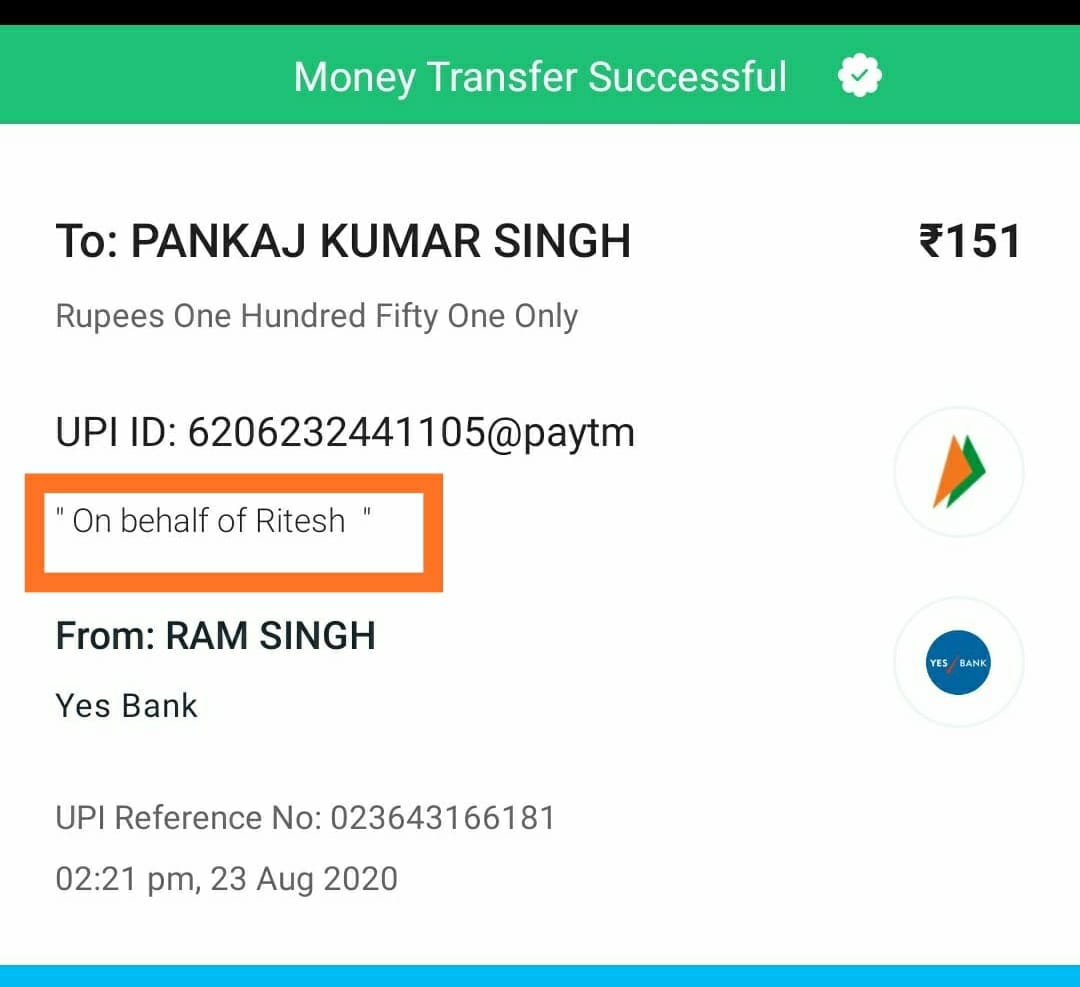 Money Transfer Successful
To: PANKAJ KUMAR SINGH
₹151
Rupees One Hundred Fifty One Only
UPI ID: 6206232441105@paytm
" On behalf of Ritesh "
From: RAM SINGH
Yes Bank
YES BANK
UPI Reference No: 023643166181
02:21 pm, 23 Aug 2020